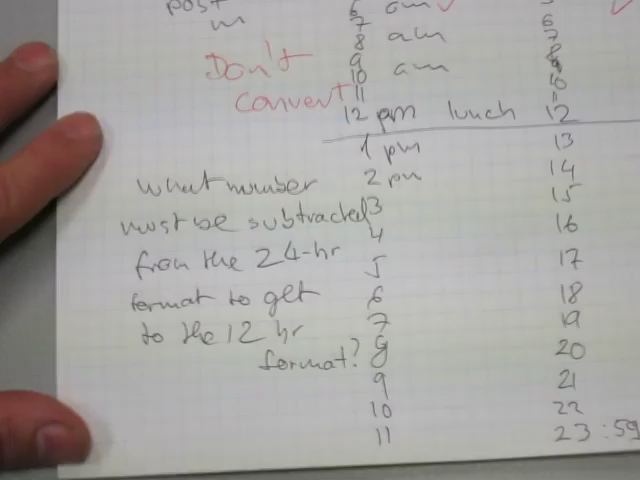 post
m
6 am
7
8 am
9
10 am
11
12 pm lunch 12
Don't
convert
6
7
8
9
10
11
1 pm 13
2 pm 14
3 15
4 16
5 17
6 18
7 19
8 20
9 21
10 22
11 23:59
what number
must be subtracted
from the 24-hr
format to get
to the 12 hr
format?